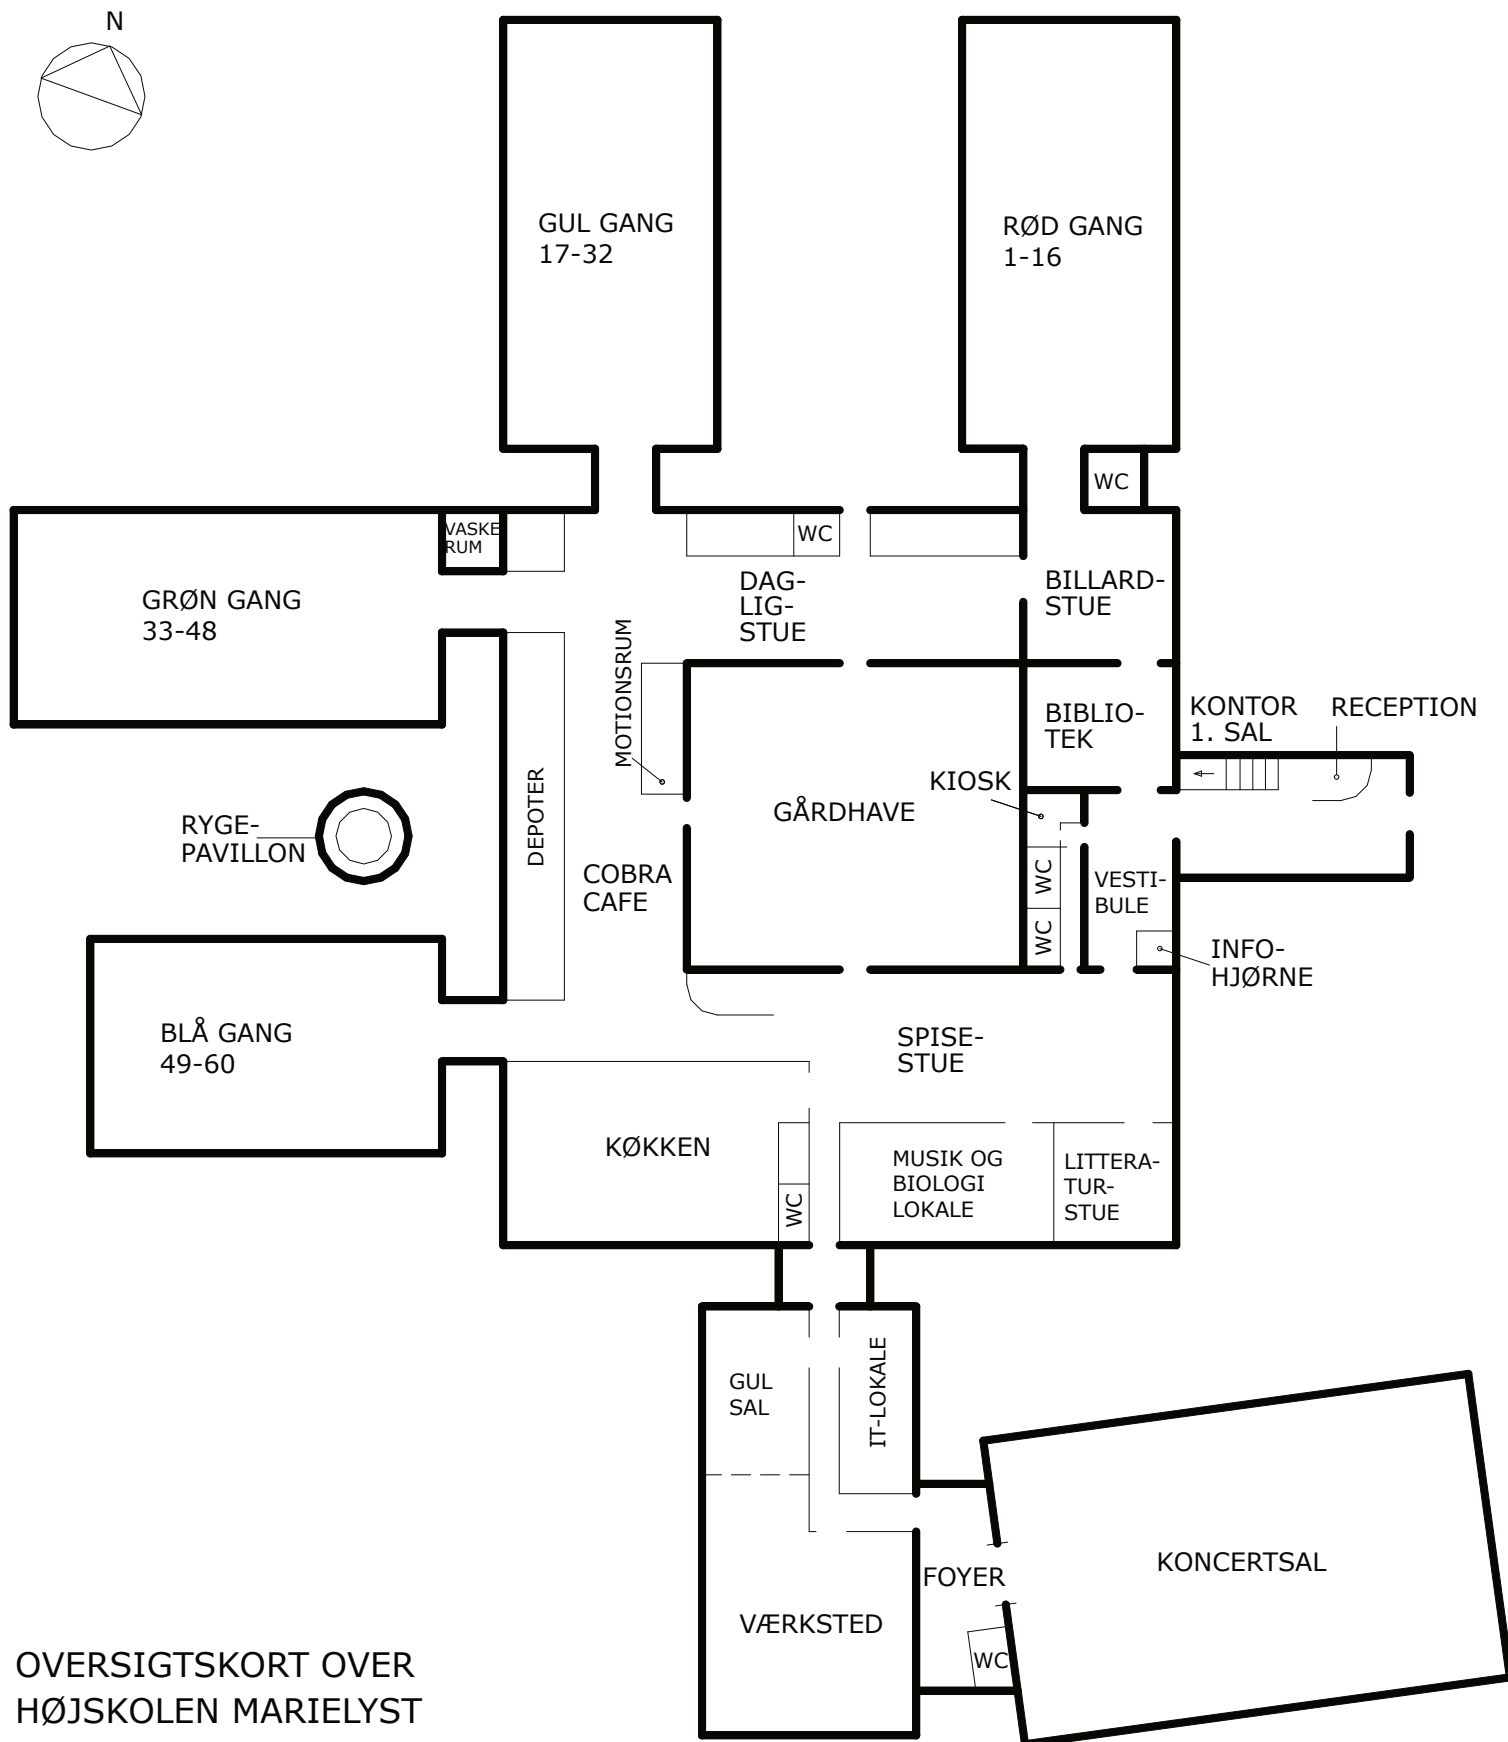 N
GUL GANG
17-32
RØD GANG
1-16
WC
VASKE
RUM
WC
GRØN GANG
33-48
DAG-
LIG-
STUE
BILLARD-
STUE
MOTIONSRUM
BIBLIO-
TEK
KONTOR
1. SAL
RECEPTION
KIOSK
GÅRDHAVE
RYGE-
PAVILLON
DEPOTER
COBRA
CAFE
WC
VESTI-
BULE
WC
INFO-
HJØRNE
BLÅ GANG
49-60
SPISE-
STUE
KØKKEN
MUSIK OG
BIOLOGI
LOKALE
LITTERA-
TUR-
STUE
WC
GUL
SAL
IT-LOKALE
FOYER
KONCERTSAL
VÆRKSTED
WC
OVERSIGTSKORT OVER
HØJSKOLEN MARIELYST